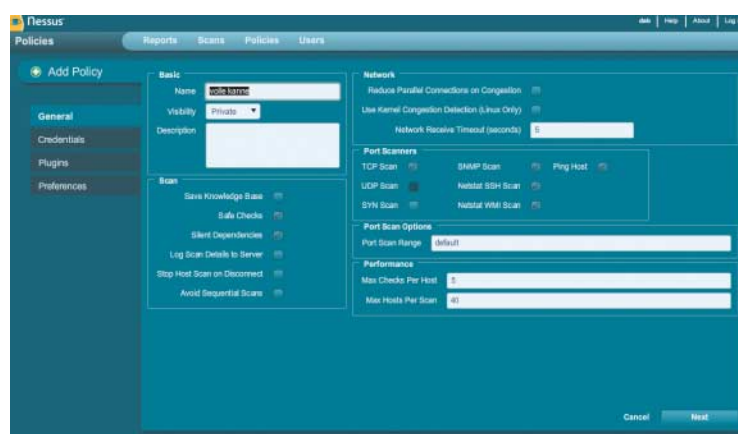 Nessus
deb | Help | About | Log
Policies
Reports Scans Policies Users
Add Policy
General
Credentials
Plugins
Preferences
Basic
Name volle kanne
Visibility Private
Description
Scan
Save Knowledge Base
Safe Checks
Silent Dependencies
Log Scan Details to Server
Stop Host Scan on Disconnect
Avoid Sequential Scans
Network
Reduce Parallel Connections on Congestion
Use Kernel Congestion Detection (Linux Only)
Network Receive Timeout (seconds) 5
Port Scanners
TCP Scan SNMP Scan Ping Host
UDP Scan Netstat SSH Scan
SYN Scan Netstat WMI Scan
Port Scan Options
Port Scan Range default
Performance
Max Checks Per Host 5
Max Hosts Per Scan 40
Cancel Next